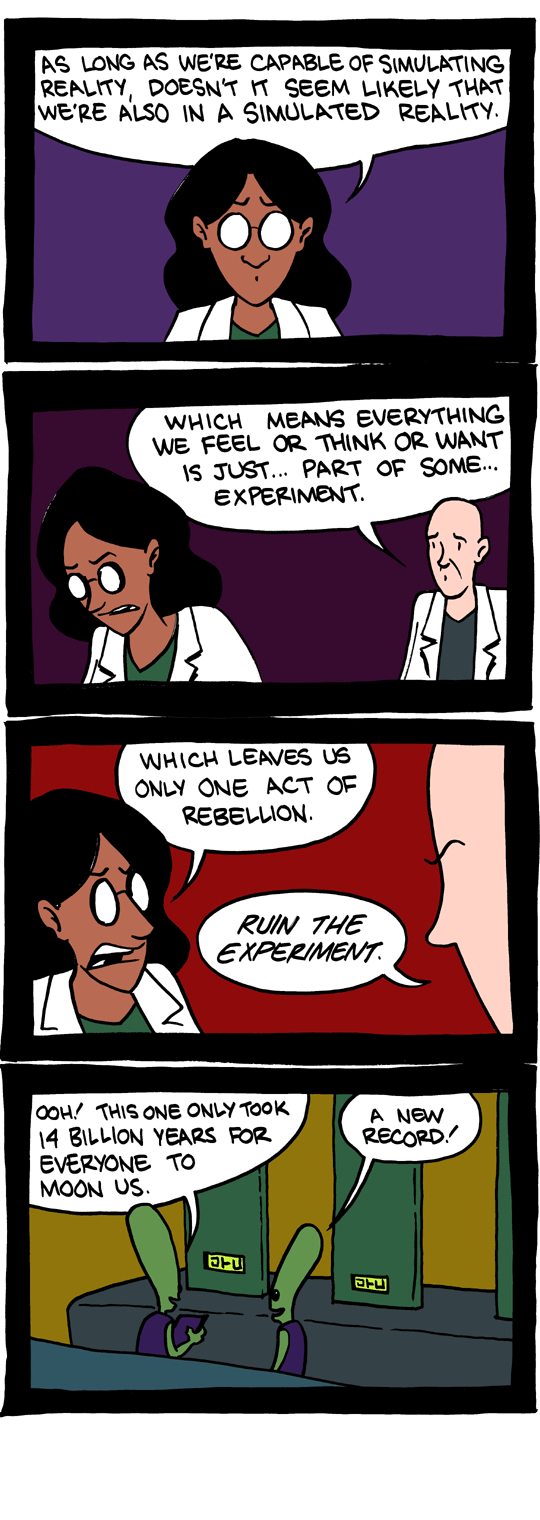 AS LONG AS WE'RE CAPABLE OF SIMULATING
REALITY, DOESN'T IT SEEM LIKELY THAT
WE'RE ALSO IN A SIMULATED REALITY.
WHICH MEANS EVERYTHING
WE FEEL OR THINK OR WANT
IS JUST... PART OF SOME...
EXPERIMENT.
WHICH LEAVES US
ONLY ONE ACT OF
REBELLION.
RUIN THE
EXPERIMENT.
OOH! THIS ONE ONLY TOOK
14 BILLION YEARS FOR
EVERYONE TO
MOON US.
A NEW
RECORD!